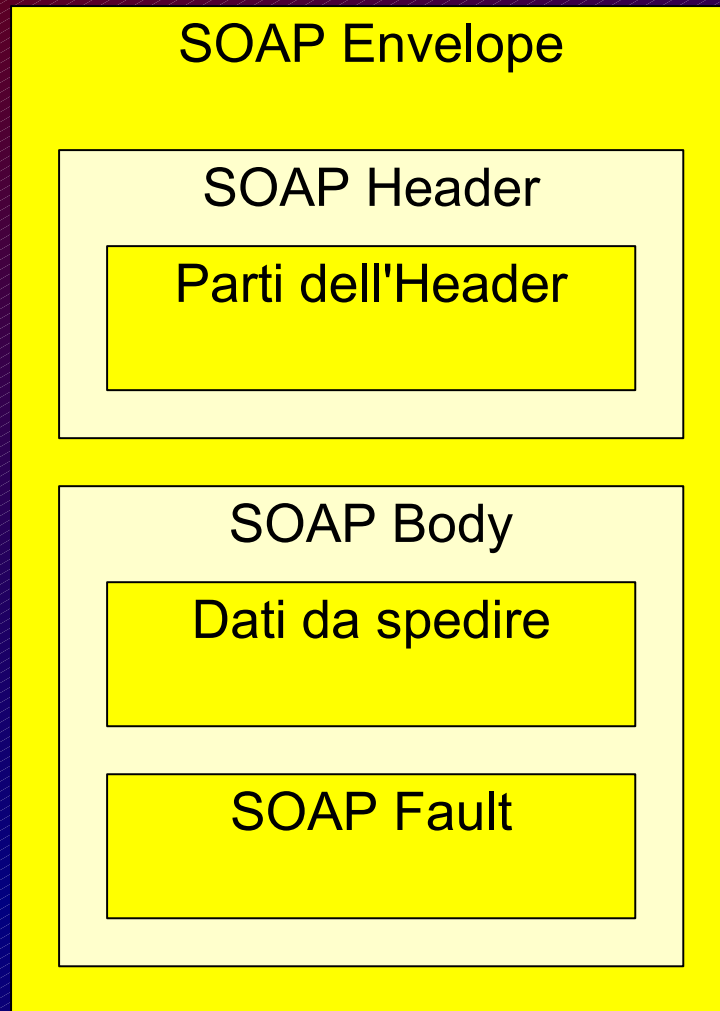 SOAP Envelope
SOAP Header
Parti dell'Header
SOAP Body
Dati da spedire
SOAP Fault